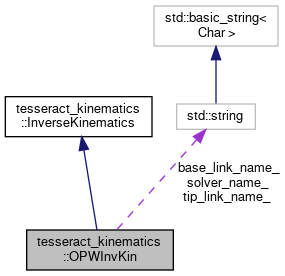 std::basic_string<
Char >
tesseract_kinematics
::InverseKinematics
std::string
base_link_name_
solver_name_
tip_link_name_
tesseract_kinematics
::OPWInvKin